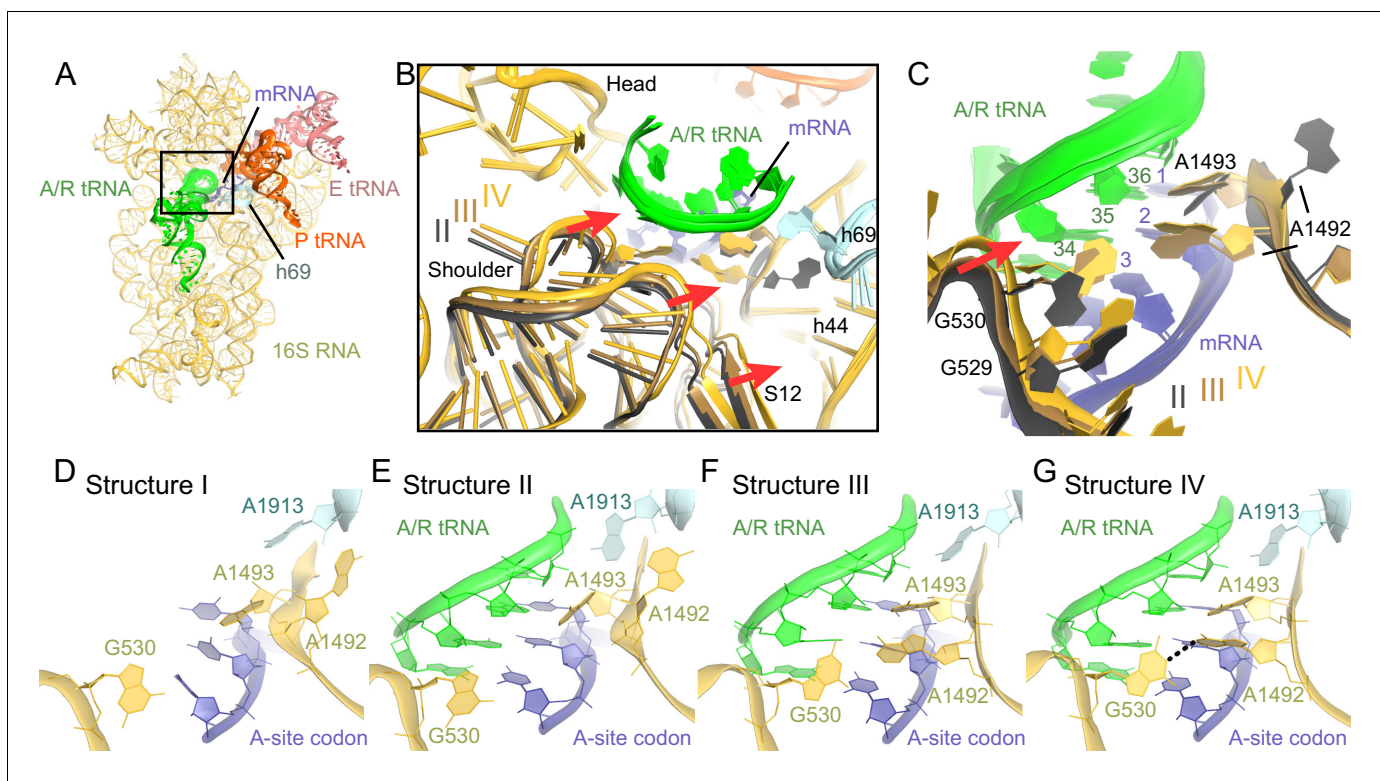 A
mRNA
A/R tRNA
E tRNA
P tRNA
h69
16S RNA
B
Head
A/R tRNA
mRNA
II III IV
Shoulder
h69
h44
S12
C
A/R tRNA
A1493
36 1
35 2
34 3
A1492
G530
G529
mRNA
II III IV
D Structure I
A1913
A1493
G530
A1492
A-site codon
E Structure II
A1913
A/R tRNA
A1493
A1492
G530
A-site codon
F Structure III
A/R tRNA
A1913
A1493
A1492
G530
A-site codon
G Structure IV
A/R tRNA
A1913
A1493
A1492
G530
A-site codon